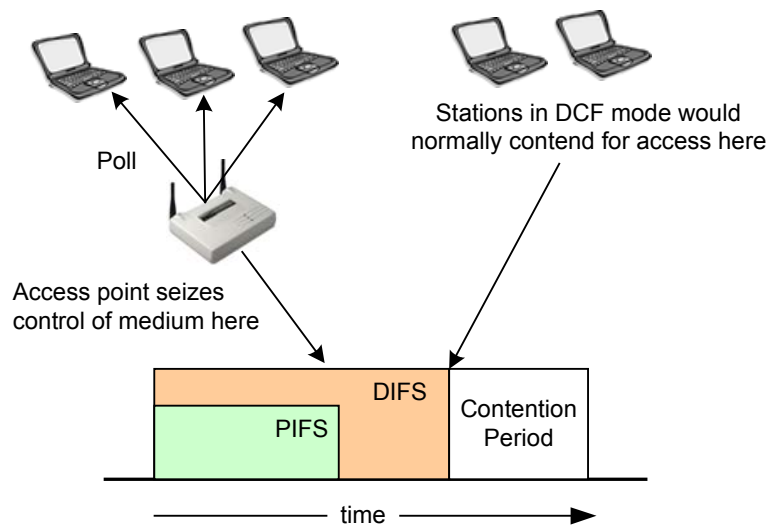 Stations in DCF mode would
normally contend for access here
Poll
Access point seizes
control of medium here
DIFS
PIFS
Contention
Period
time